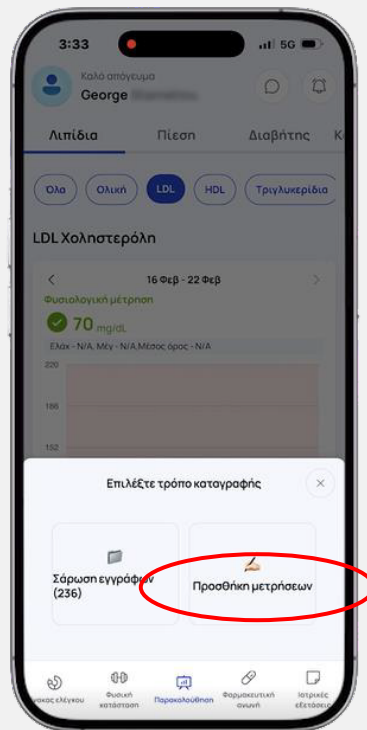 3:33
5G
Καλό απόγευμα
George
Λιπίδια Πίεση Διαβήτης Κ
Όλα Ολική LDL HDL Τριγλυκερίδια
LDL Χοληστερόλη
16 Φεβ - 22 Φεβ
Φυσιολογική μέτρηση
70 mg/dL
Ελάχ - N/A, Μέγ - N/A,Μέσος όρος - N/A
220
186
152
Επιλέξτε τρόπο καταγραφής
Σάρωση εγγράφων
(236)
Προσθήκη μετρήσεων
νακας ελέγχου
Φυσική
κατάσταση
Παρακολούθηση
Φαρμακευτική
αγωγή
Ιατρικές
εξετάσεις